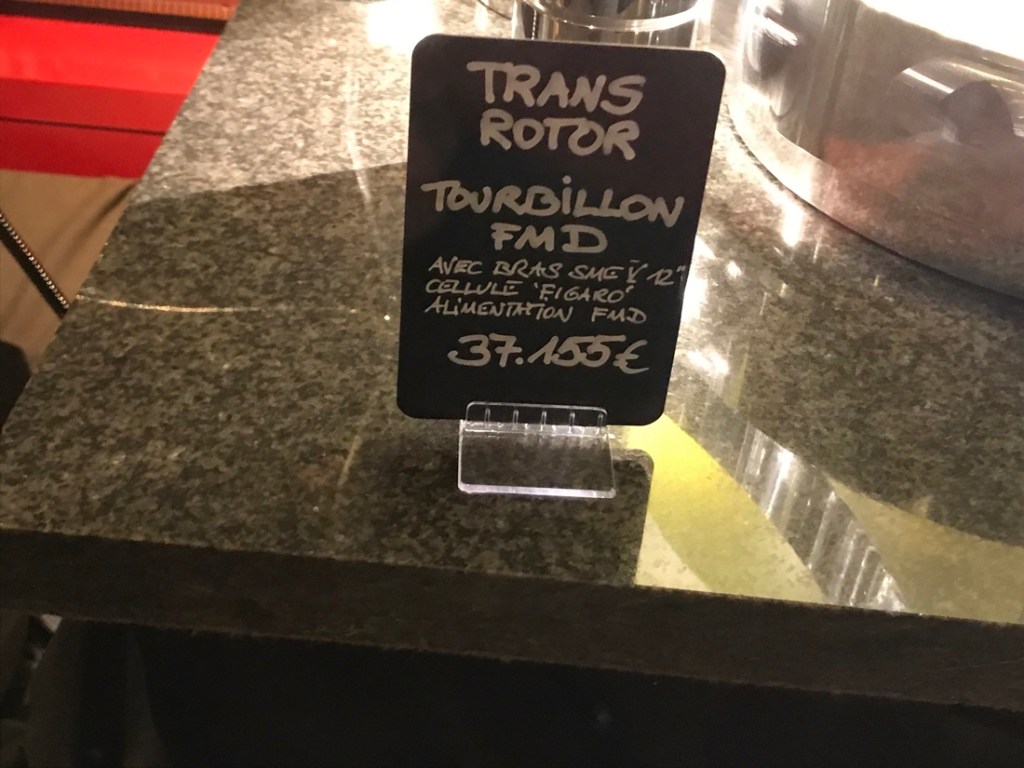 TRANS
ROTOR
TOURBiLLON
FMD
AVEC BRAS SME V 12"
CELLULE 'FIGARO'
ALiMENTATION FMD
37.155€